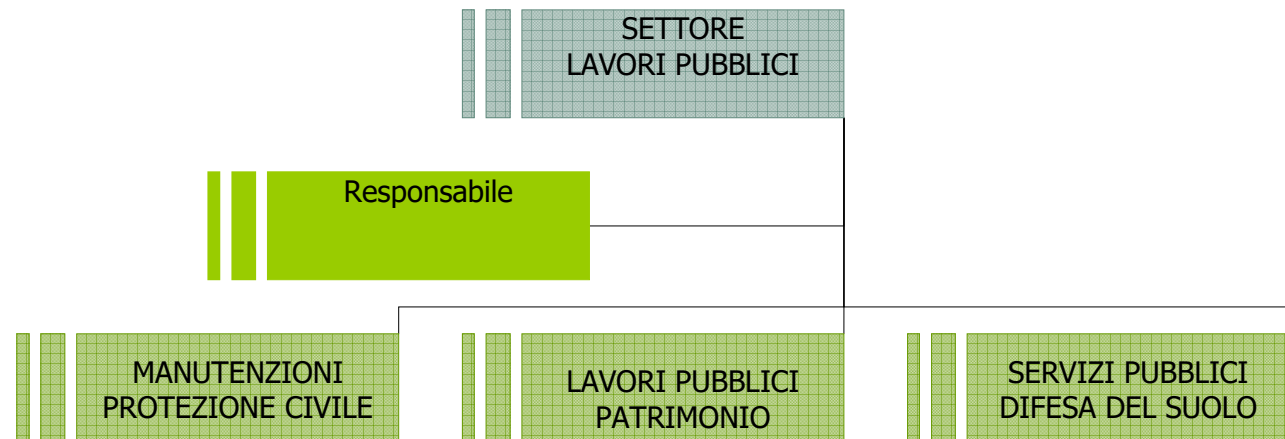 SETTORE
LAVORI PUBBLICI
Responsabile
MANUTENZIONI
PROTEZIONE CIVILE
LAVORI PUBBLICI
PATRIMONIO
SERVIZI PUBBLICI
DIFESA DEL SUOLO